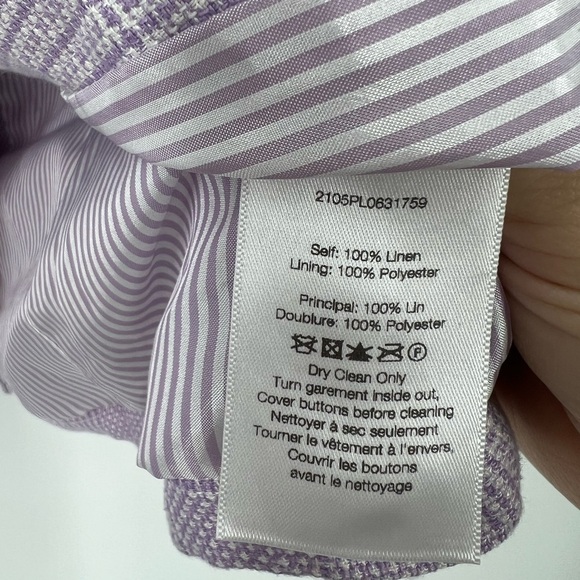 2105PL0631759
Self: 100% Linen
Lining: 100% Polyester
Principal: 100% Lin
Doublure: 100% Polyester
P
Dry Clean Only
Turn garement inside out,
Cover buttons before cleaning
Nettoyer à sec seulement
Tourner le vêtement à l'envers,
Couvrir les boutons
avant le nettoyage